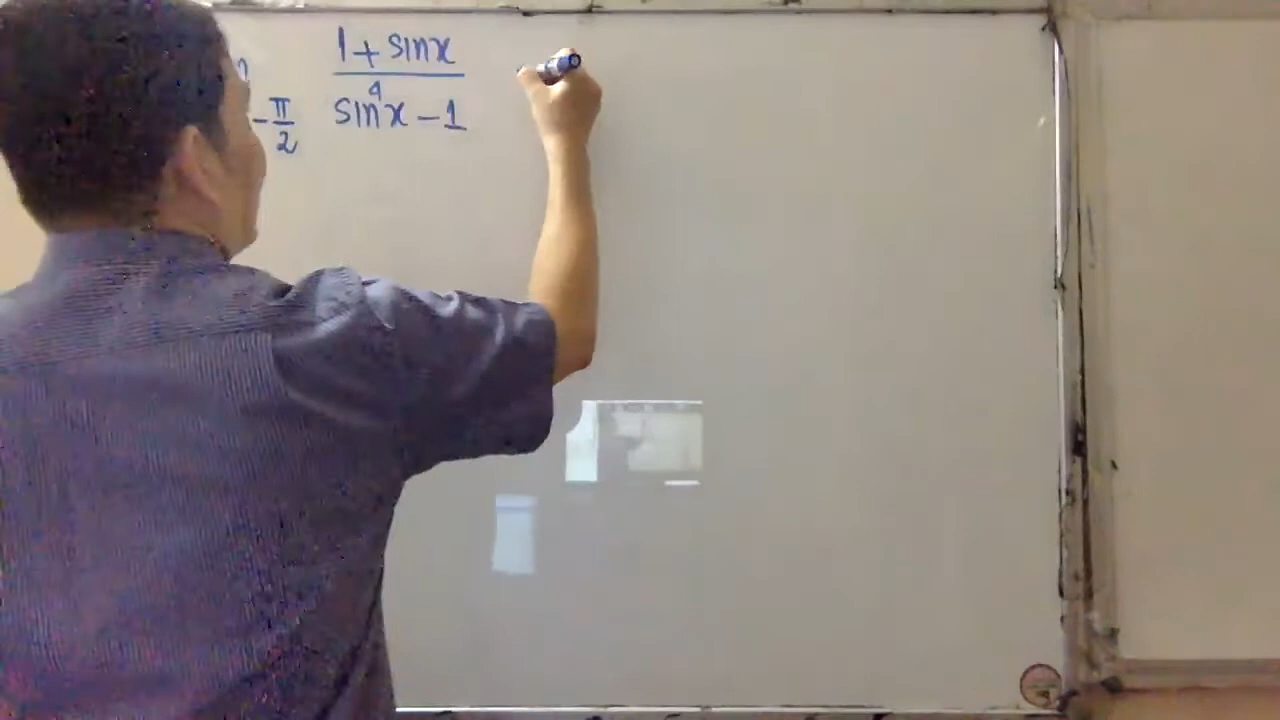 1 + sinx
-π/2 sin⁴x - 1